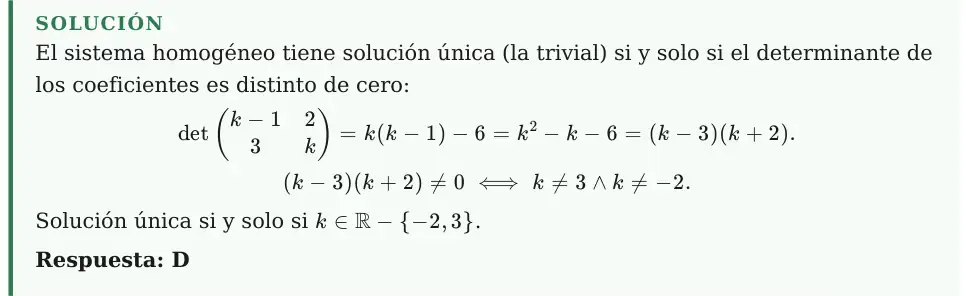 SOLUCIÓN
El sistema homogéneo tiene solución única (la trivial) si y solo si el determinante de
los coeficientes es distinto de cero:
det (k − 1 2
3 k) = k(k − 1) − 6 = k² − k − 6 = (k − 3)(k + 2).
(k − 3)(k + 2) ≠ 0 ⟺ k ≠ 3 ∧ k ≠ −2.
Solución única si y solo si k ∈ ℝ − {−2, 3}.
Respuesta: D